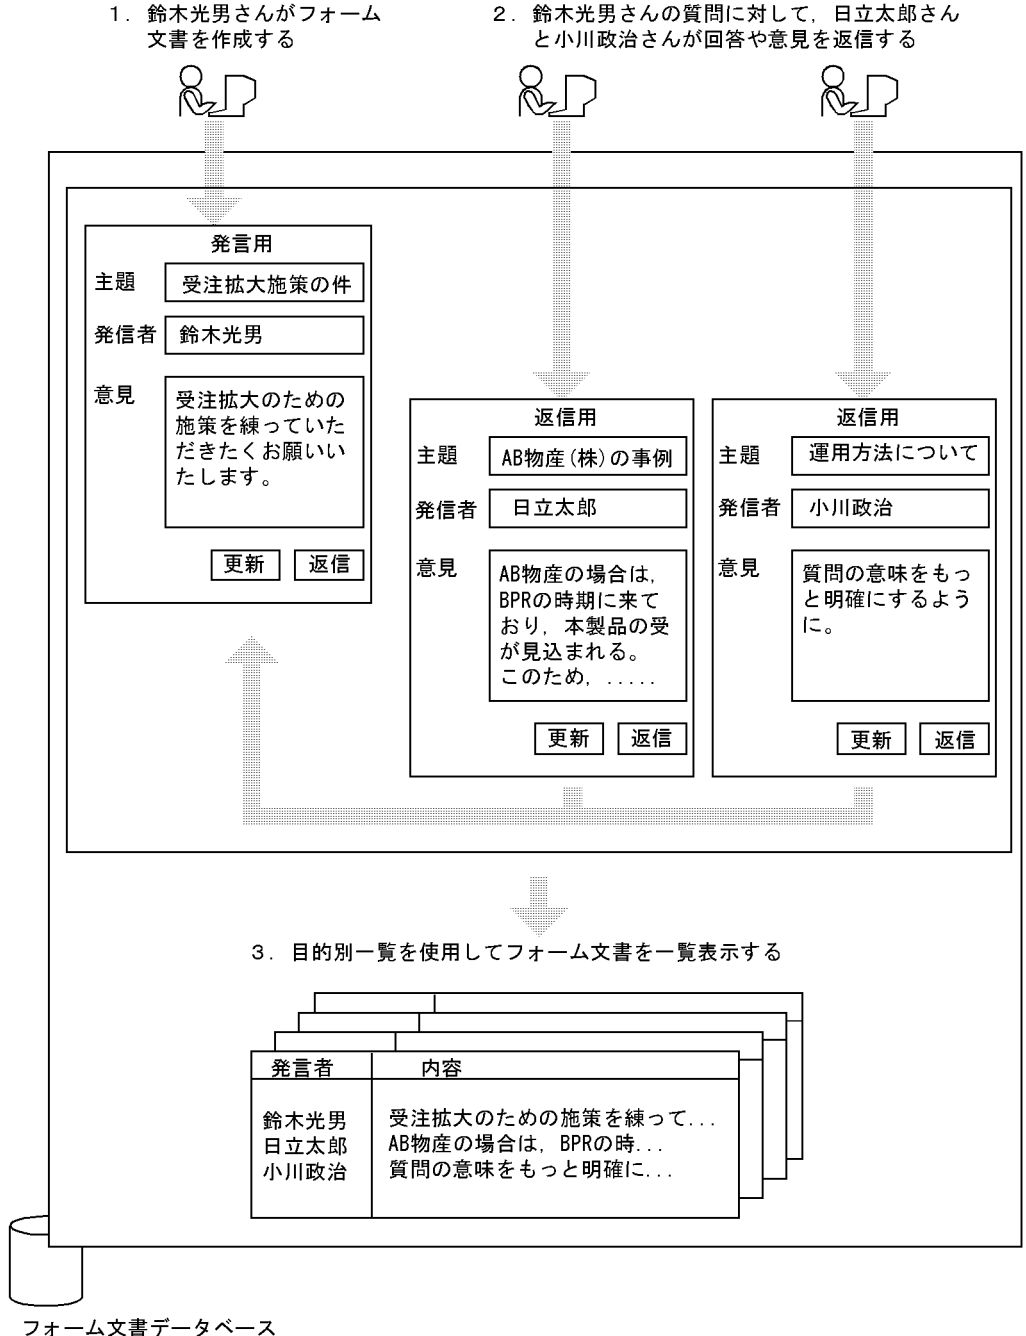 1．鈴木光男さんがフォーム
文書を作成する
2．鈴木光男さんの質問に対して，日立太郎さん
と小川政治さんが回答や意見を返信する
発言用
主題
受注拡大施策の件
発信者
鈴木光男
意見
受注拡大のための
施策を練っていた
だきたくお願いい
たします。
更新
返信
返信用
主題
AB物産(株)の事例
発信者
日立太郎
意見
AB物産の場合は，
BPRの時期に来て
おり，本製品の受
が見込まれる。
このため，.....
更新
返信
返信用
主題
運用方法について
発信者
小川政治
意見
質問の意味をもっ
と明確にするよう
に。
更新
返信
3．目的別一覧を使用してフォーム文書を一覧表示する
発言者
内容
鈴木光男
受注拡大のための施策を練って...
日立太郎
AB物産の場合は，BPRの時...
小川政治
質問の意味をもっと明確に...
フォーム文書データベース